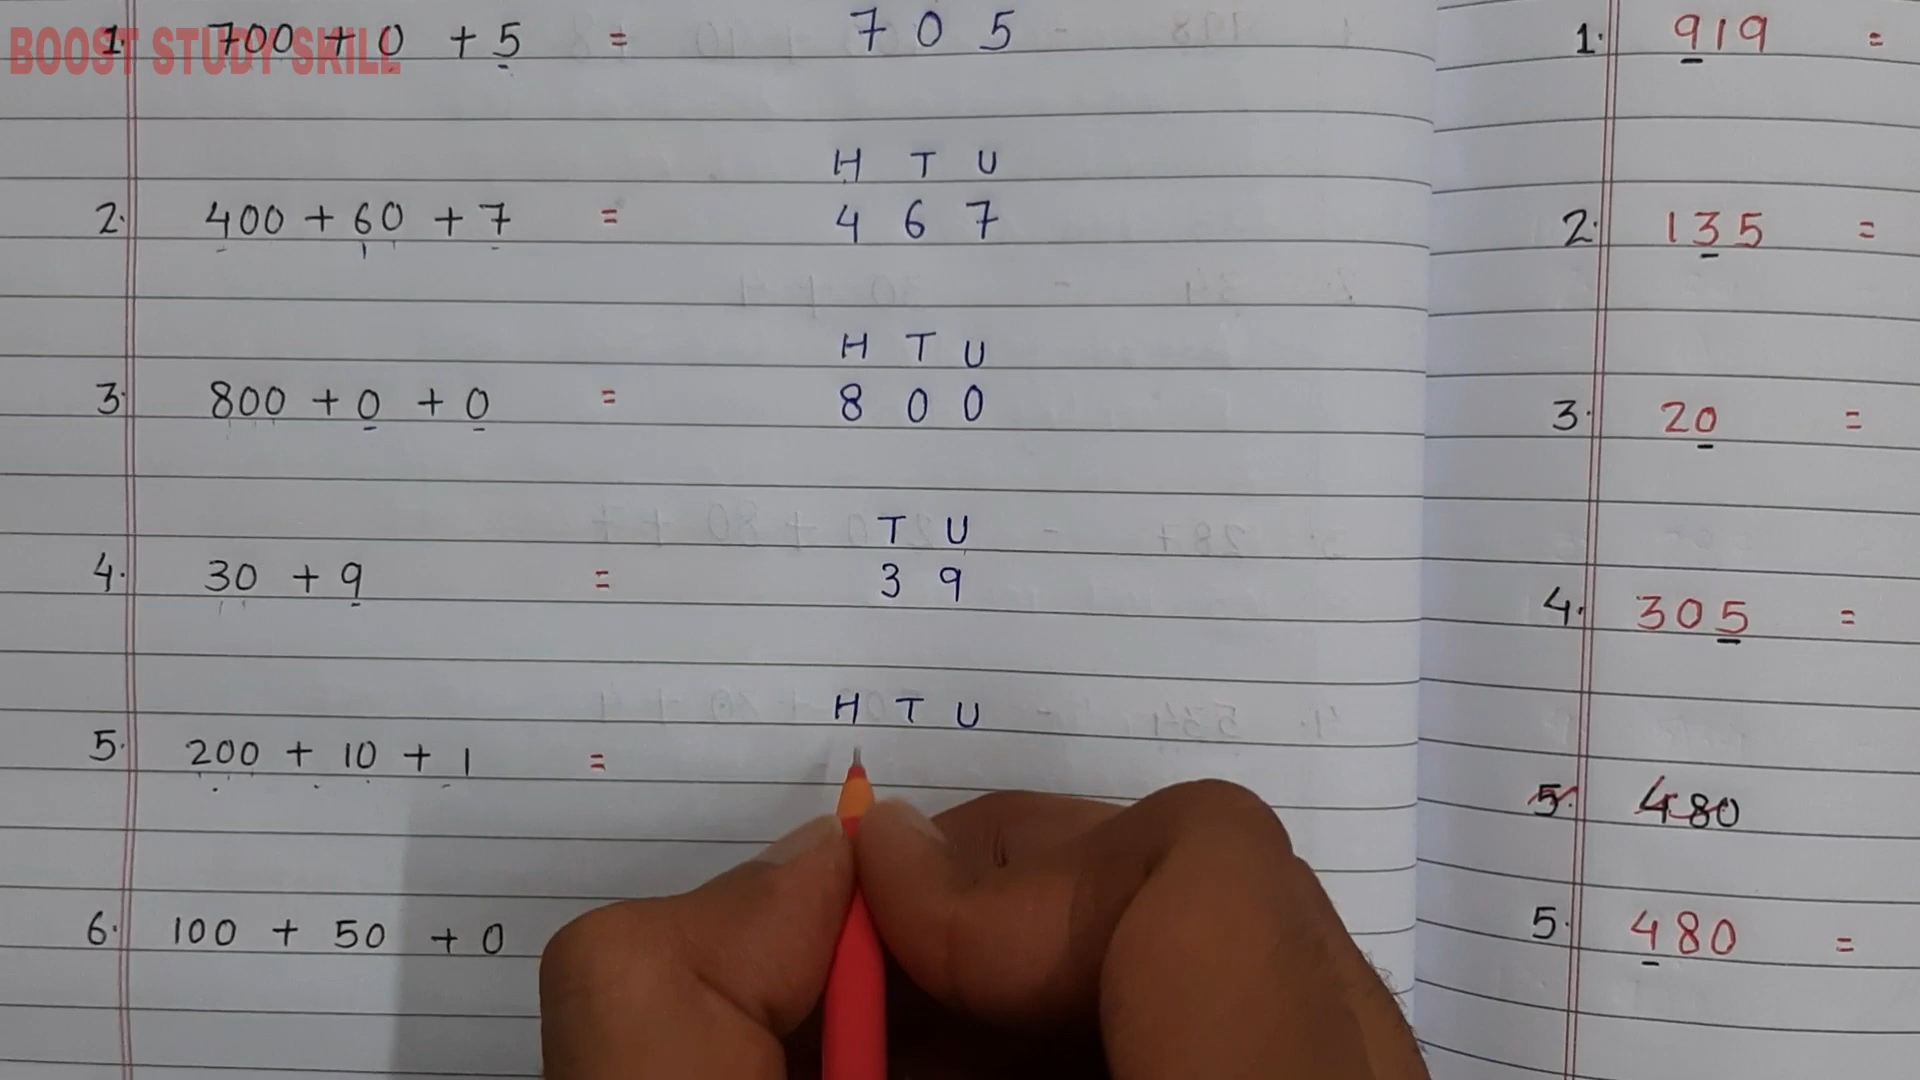 BOOST STUDY SKILL
1. 700 + 0 + 5 = 7 0 5
H T U
2. 400 + 60 + 7 = 4 6 7
H T U
3. 800 + 0 + 0 = 8 0 0
T U
4. 30 + 9 = 3 9
H T U
5. 200 + 10 + 1 =
6. 100 + 50 + 0
1. 919 =
2. 135 =
3. 20 =
4. 305 =
5. 480
5. 480 =